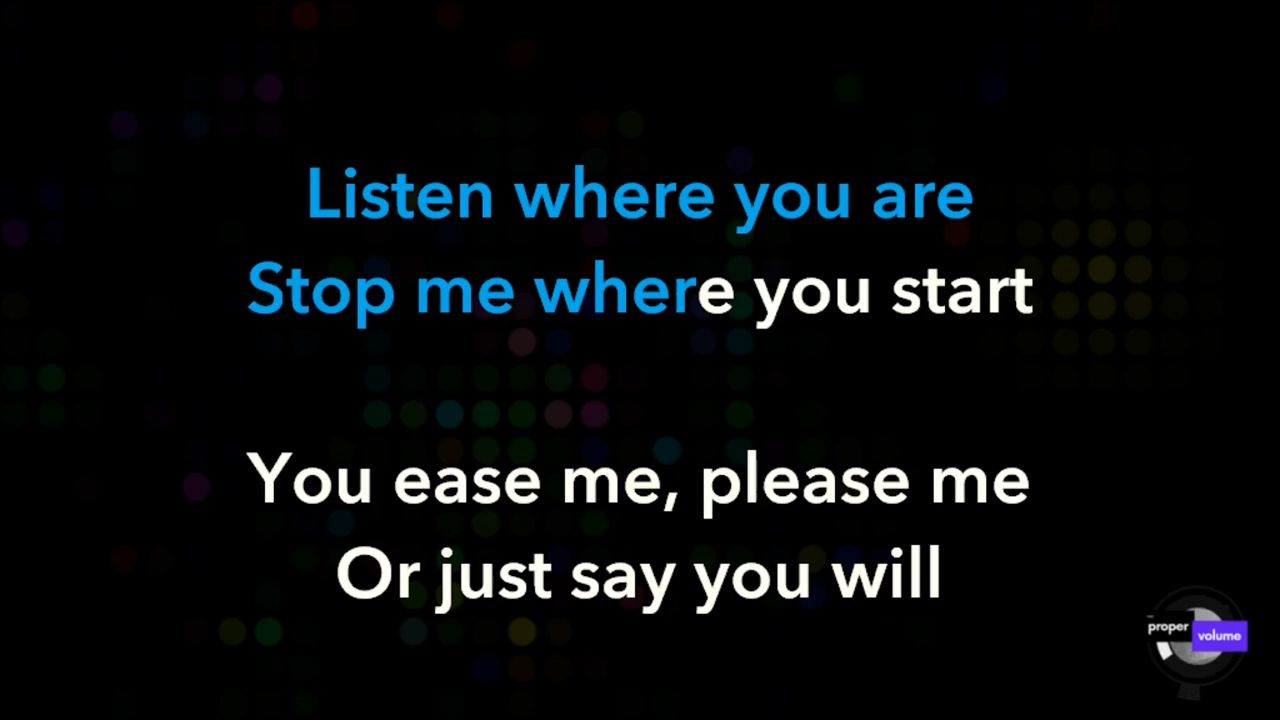 Listen where you are
Stop me where you start
You ease me, please me
Or just say you will
proper volume